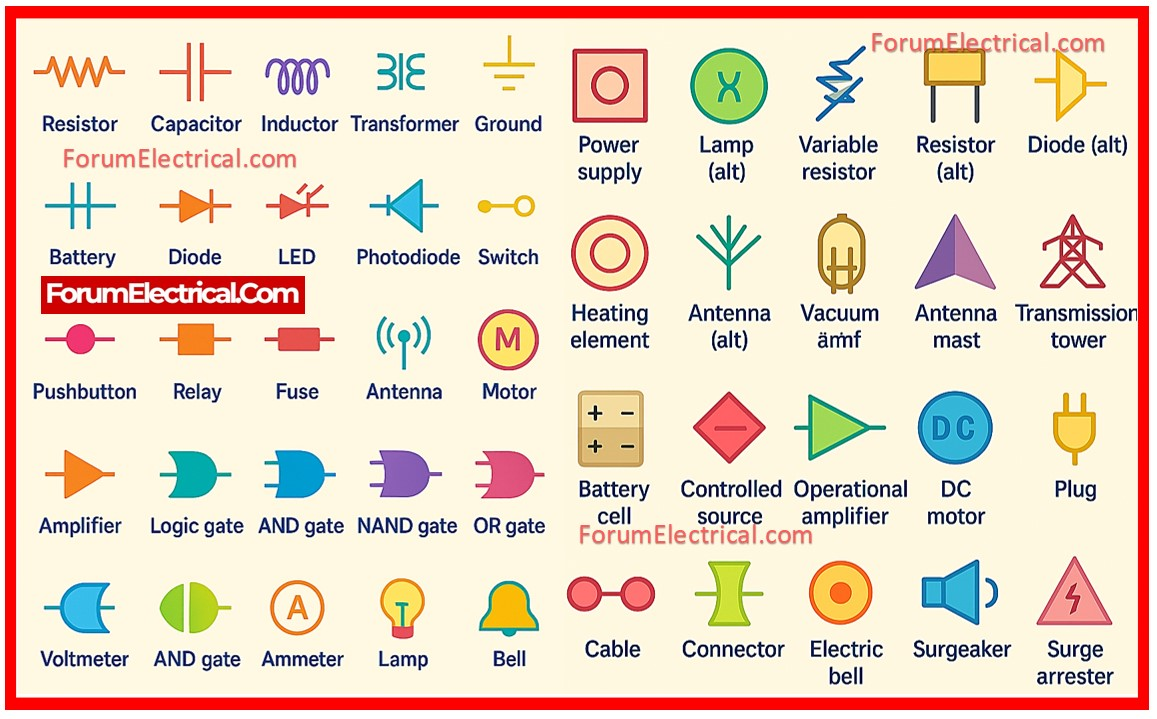 ForumElectrical.com
Resistor
Capacitor
Inductor
Transformer
Ground
ForumElectrical.com
Battery
Diode
LED
Photodiode
Switch
ForumElectrical.Com
M
Pushbutton
Relay
Fuse
Antenna
Motor
Amplifier
Logic gate
AND gate
NAND gate
OR gate
A
Voltmeter
AND gate
Ammeter
Lamp
Bell
Power
supply
Lamp
(alt)
Variable
resistor
Resistor
(alt)
Diode (alt)
Heating
element
Antenna
(alt)
Vacuum
Antenna
mast
Transmission
tower
+ −
+ −
DC
Battery
cell
Controlled
source
Operational
amplifier
DC
motor
Plug
ForumElectrical.com
Cable
Connector
Electric
bell
Surgeaker
Surge
arrester